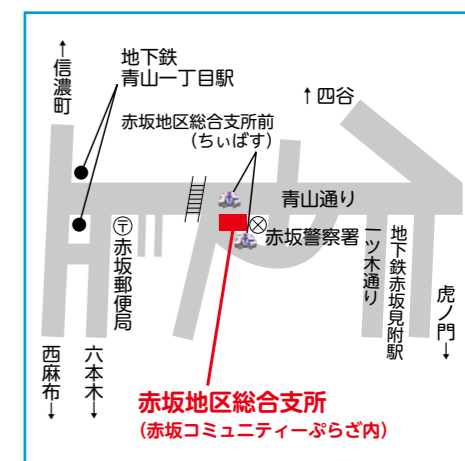 ↑信濃町
地下鉄
青山一丁目駅
↑四谷
赤坂地区総合支所前
(ちぃばす)
青山通り
〒赤坂郵便局
赤坂警察署
一ツ木通り
地下鉄赤坂見附駅
虎ノ門↓
西麻布↓
六本木↓
赤坂地区総合支所
(赤坂コミュニティーぷらざ内)